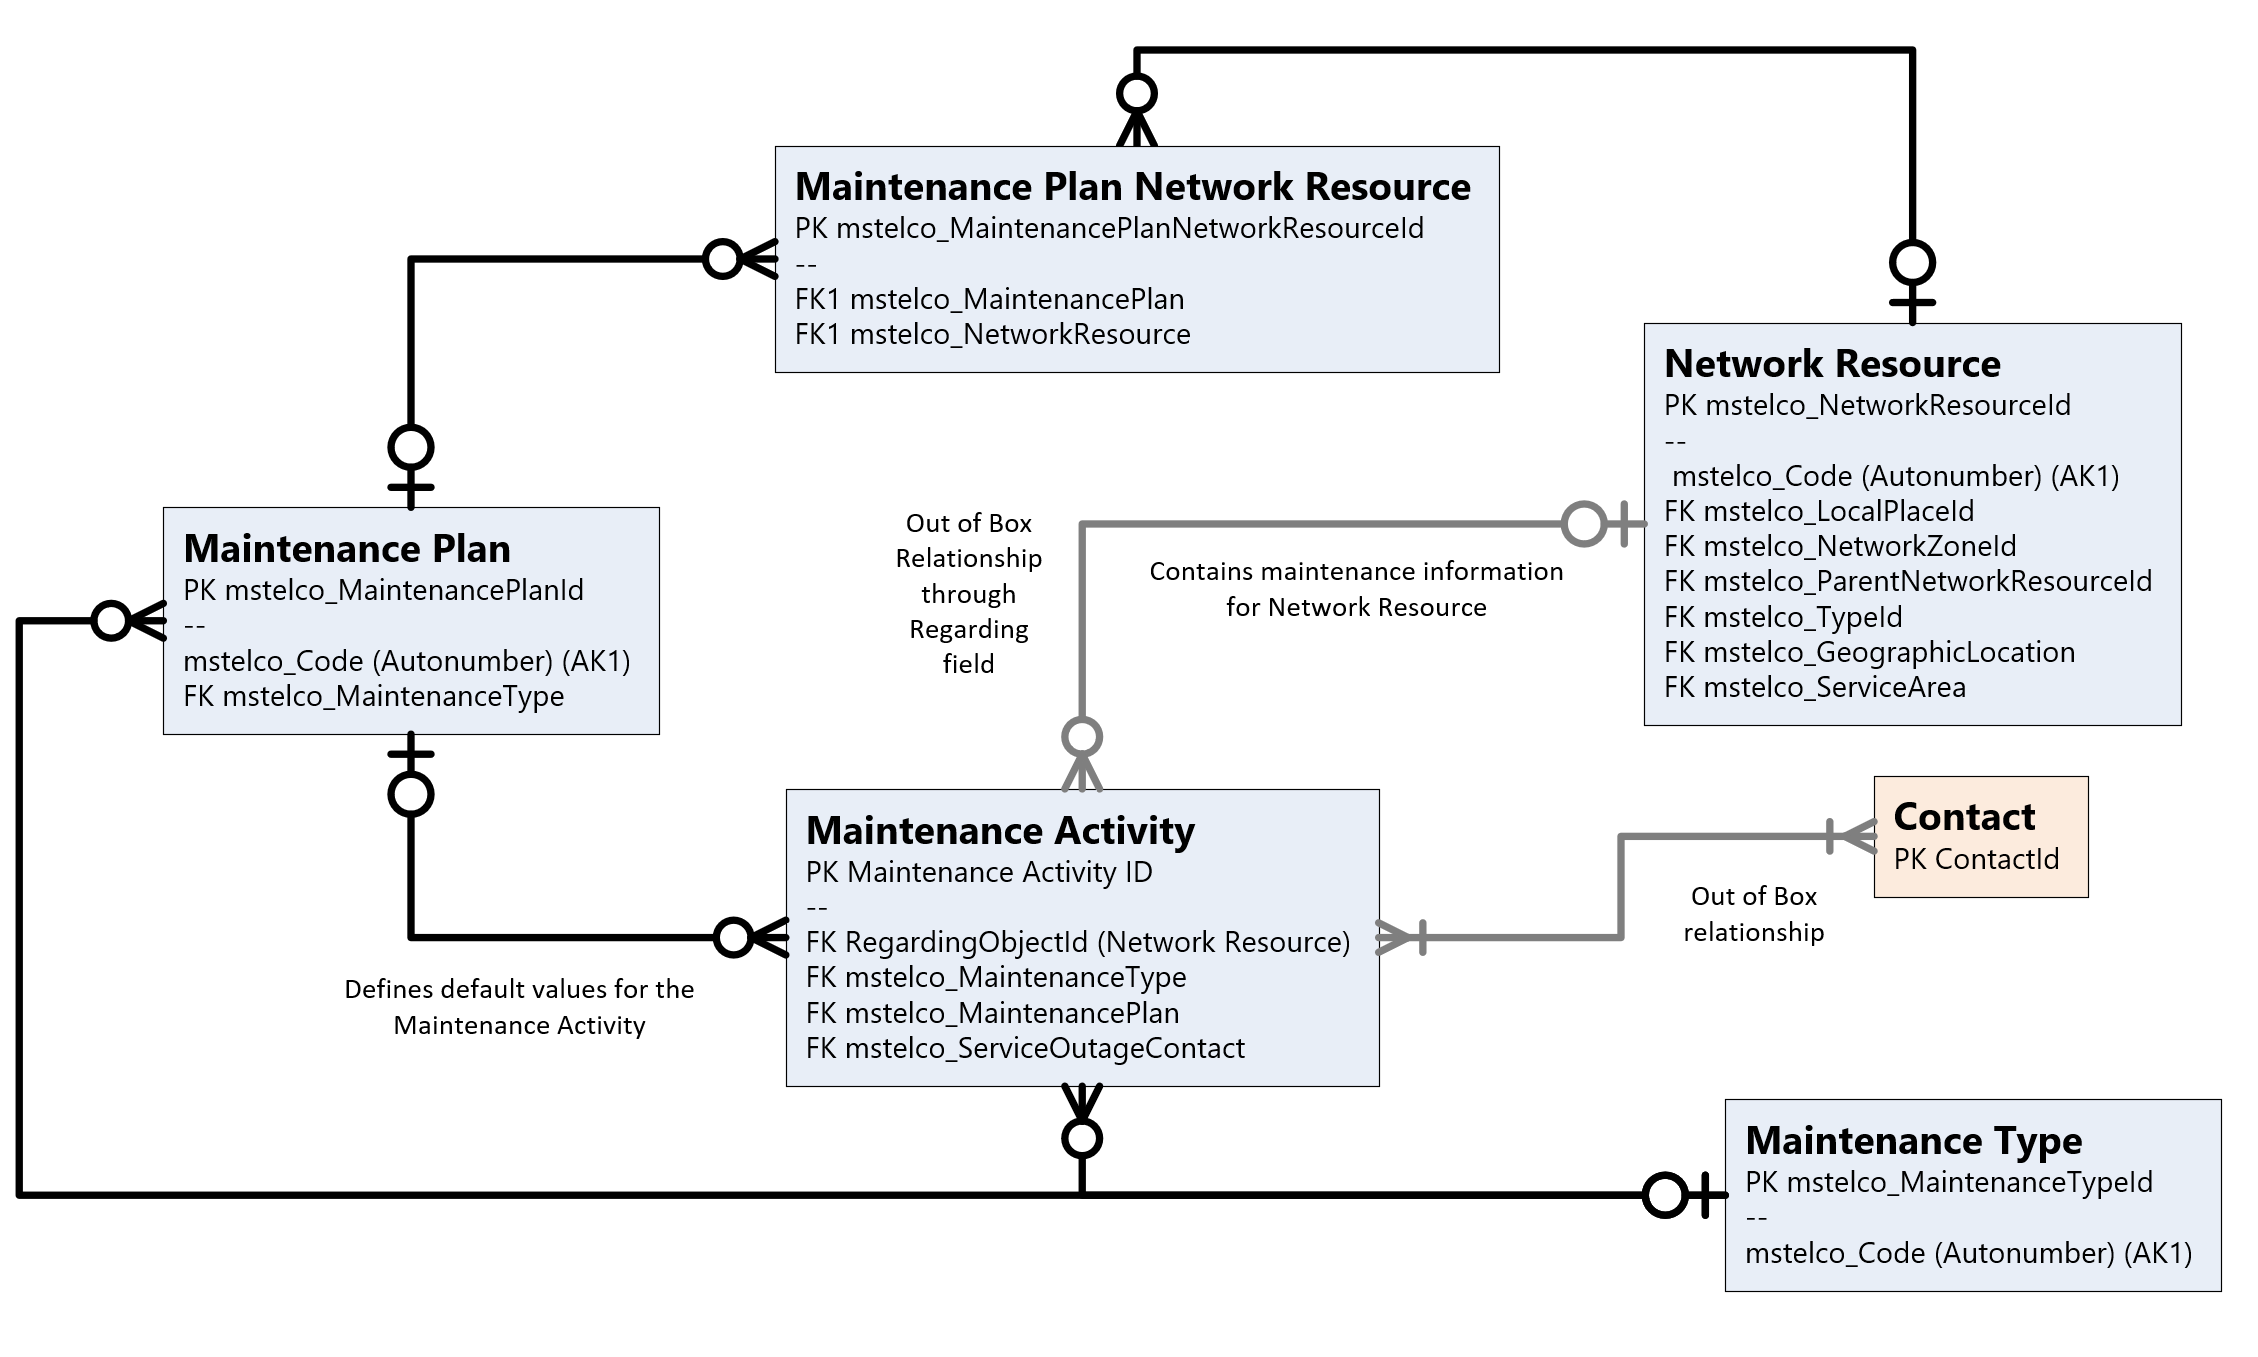 Maintenance Plan Network Resource
PK mstelco_MaintenancePlanNetworkResourceId
--
FK1 mstelco_MaintenancePlan
FK1 mstelco_NetworkResource
Network Resource
PK mstelco_NetworkResourceId
--
mstelco_Code (Autonumber) (AK1)
FK mstelco_LocalPlaceId
FK mstelco_NetworkZoneId
FK mstelco_ParentNetworkResourceId
FK mstelco_TypeId
FK mstelco_GeographicLocation
FK mstelco_ServiceArea
Maintenance Plan
PK mstelco_MaintenancePlanId
--
mstelco_Code (Autonumber) (AK1)
FK mstelco_MaintenanceType
Out of Box
Relationship
through
Regarding
field
Contains maintenance information
for Network Resource
Maintenance Activity
PK Maintenance Activity ID
--
FK RegardingObjectId (Network Resource)
FK mstelco_MaintenanceType
FK mstelco_MaintenancePlan
FK mstelco_ServiceOutageContact
Contact
PK ContactId
Out of Box
relationship
Defines default values for the
Maintenance Activity
Maintenance Type
PK mstelco_MaintenanceTypeId
--
mstelco_Code (Autonumber) (AK1)